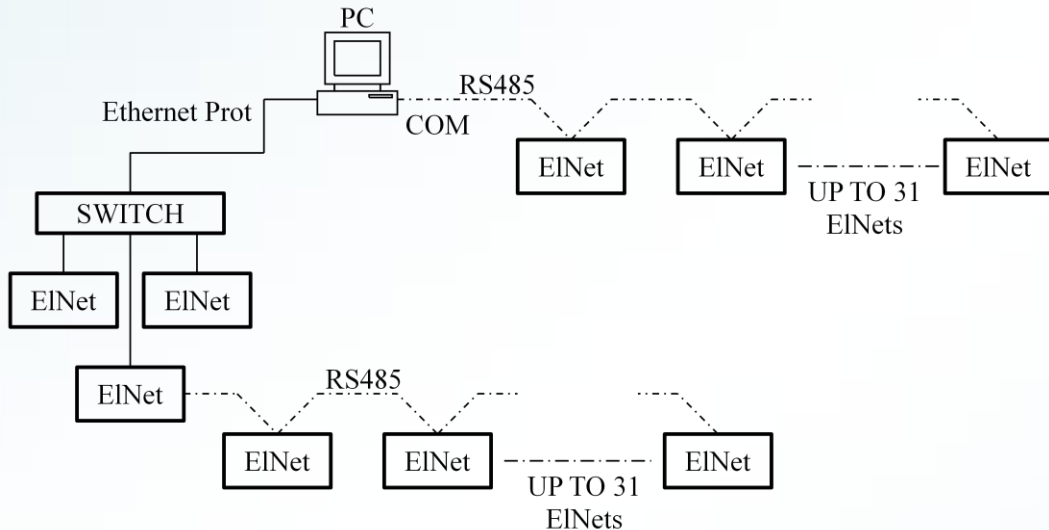 PC
RS485
Ethernet Prot
COM
ElNet
ElNet
ElNet
UP TO 31
ElNets
SWITCH
ElNet
ElNet
ElNet
RS485
ElNet
ElNet
ElNet
UP TO 31
ElNets